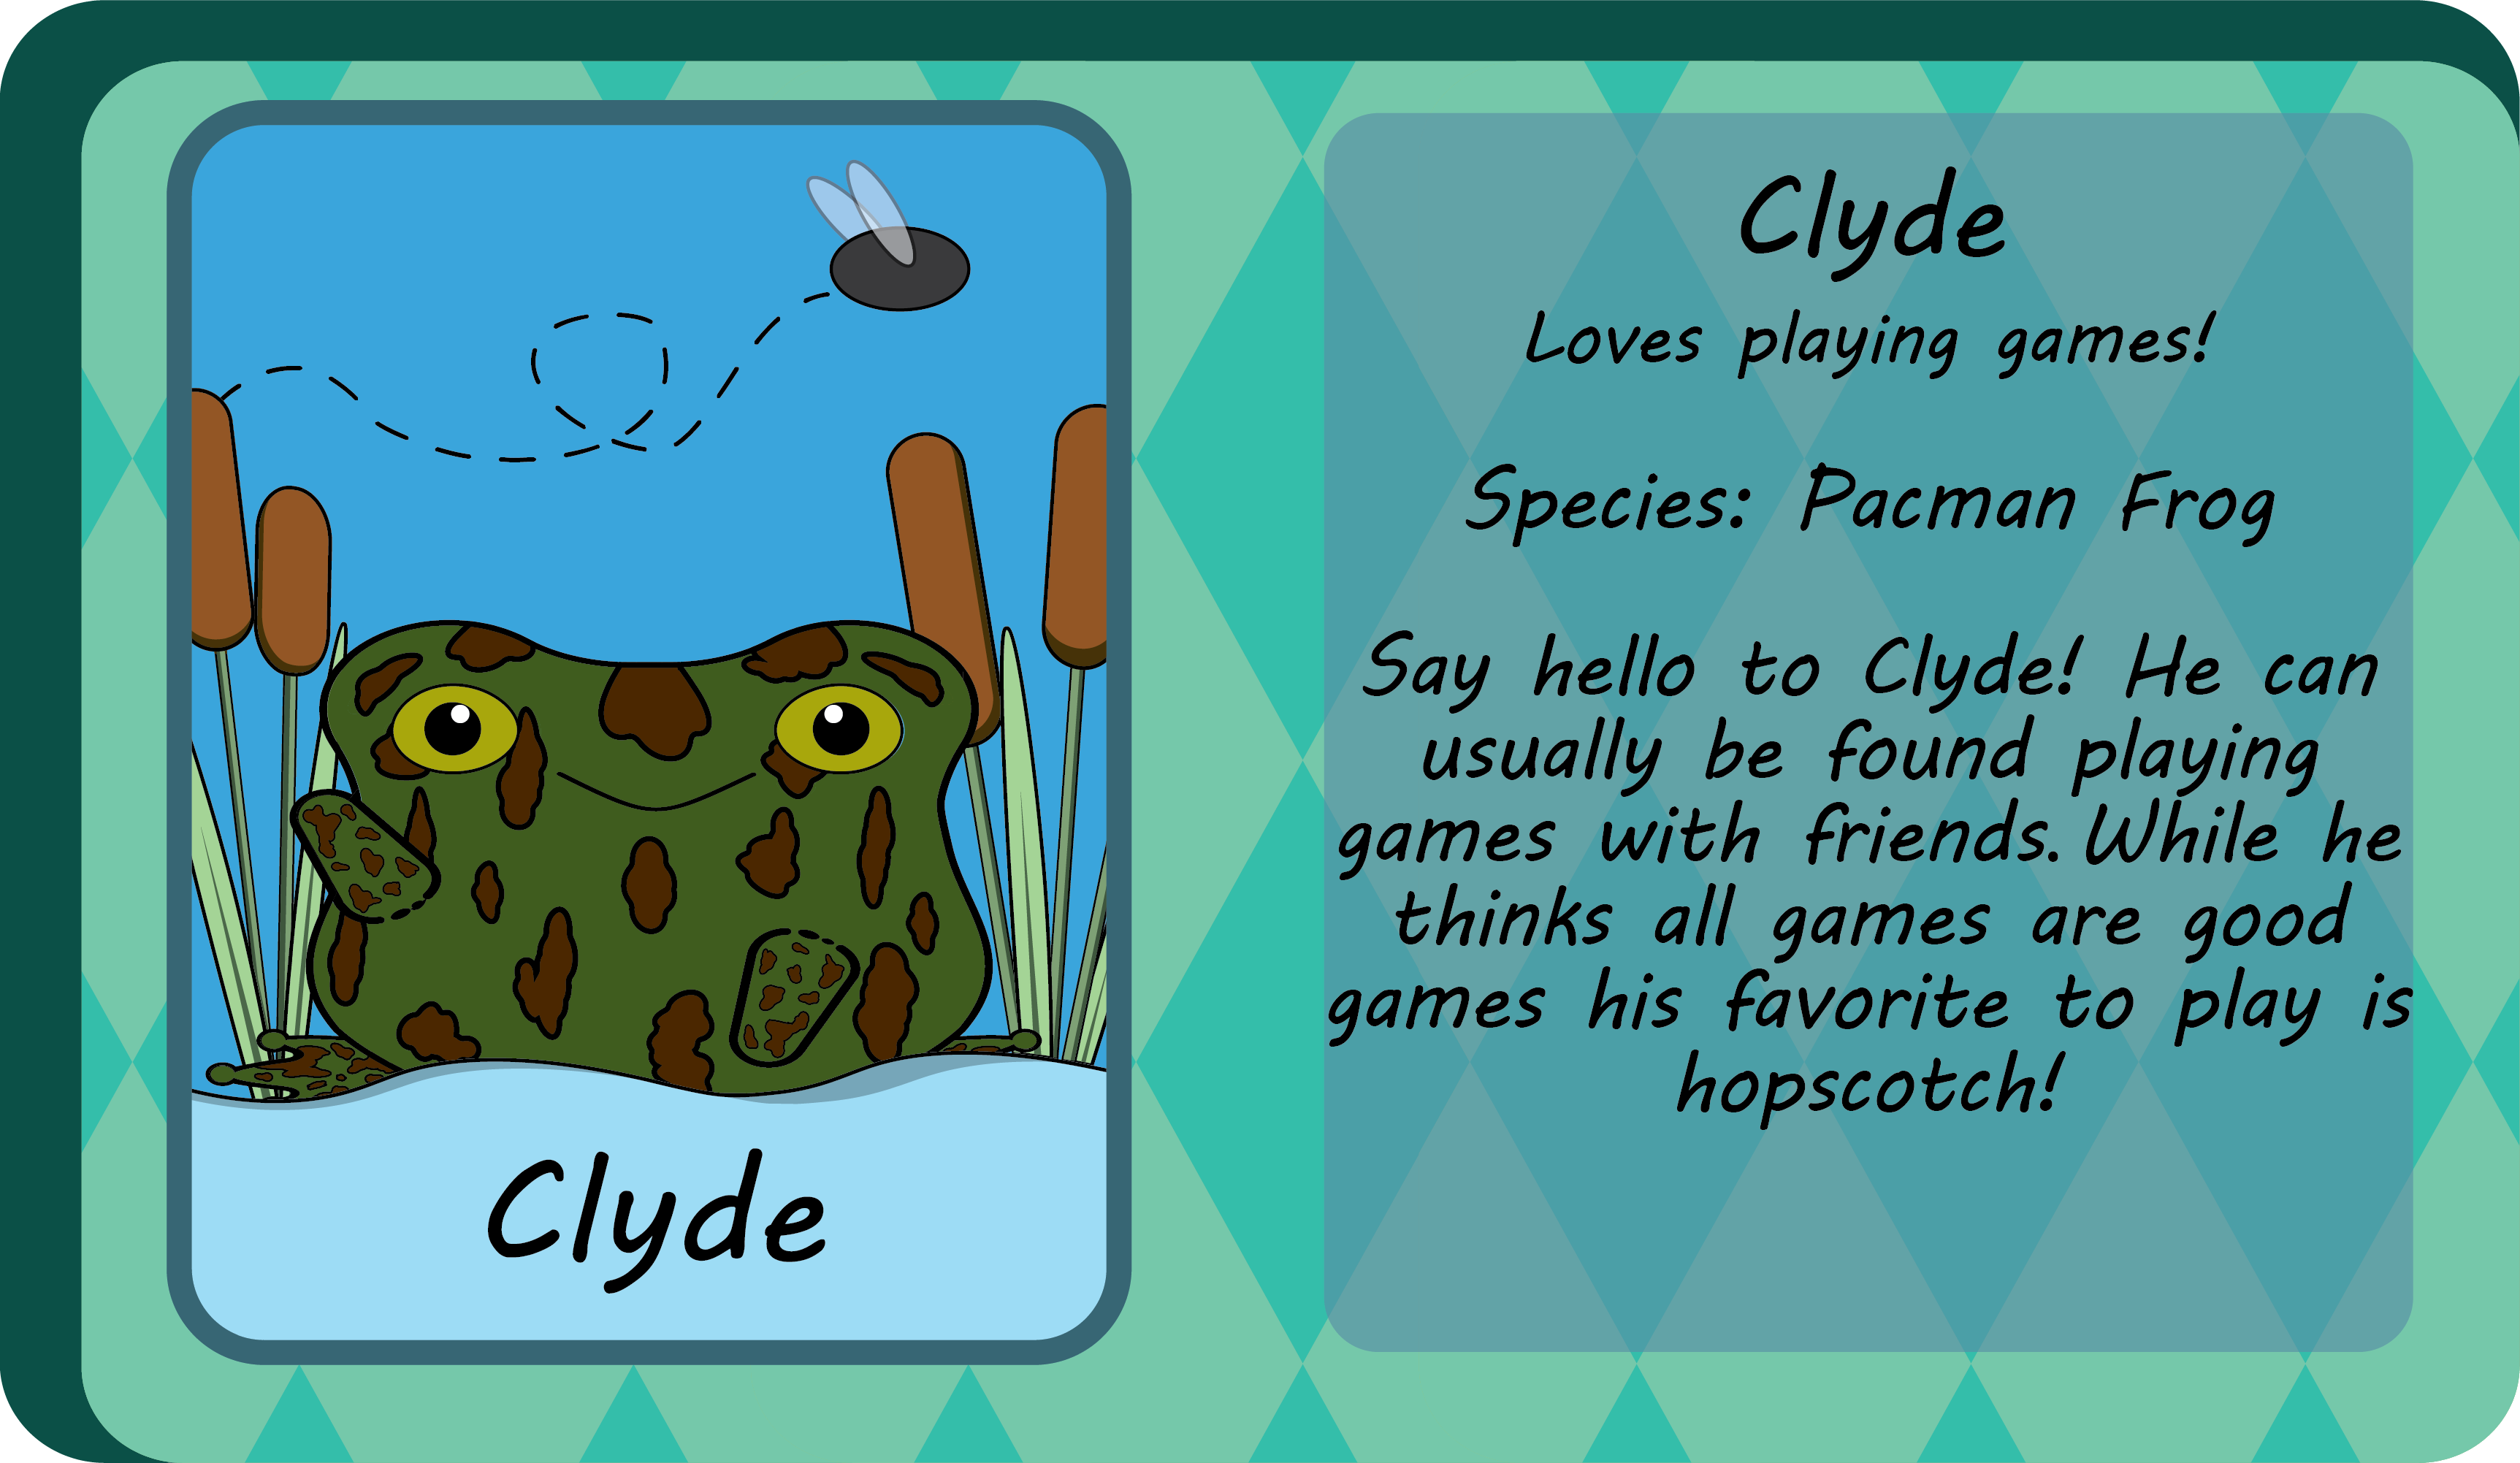 Clyde
Clyde
Loves playing games!
Species: Pacman Frog
Say hello to Clyde! He can
usually be found playing
games with friends. While he
thinks all games are good
games his favorite to play is
hopscotch!